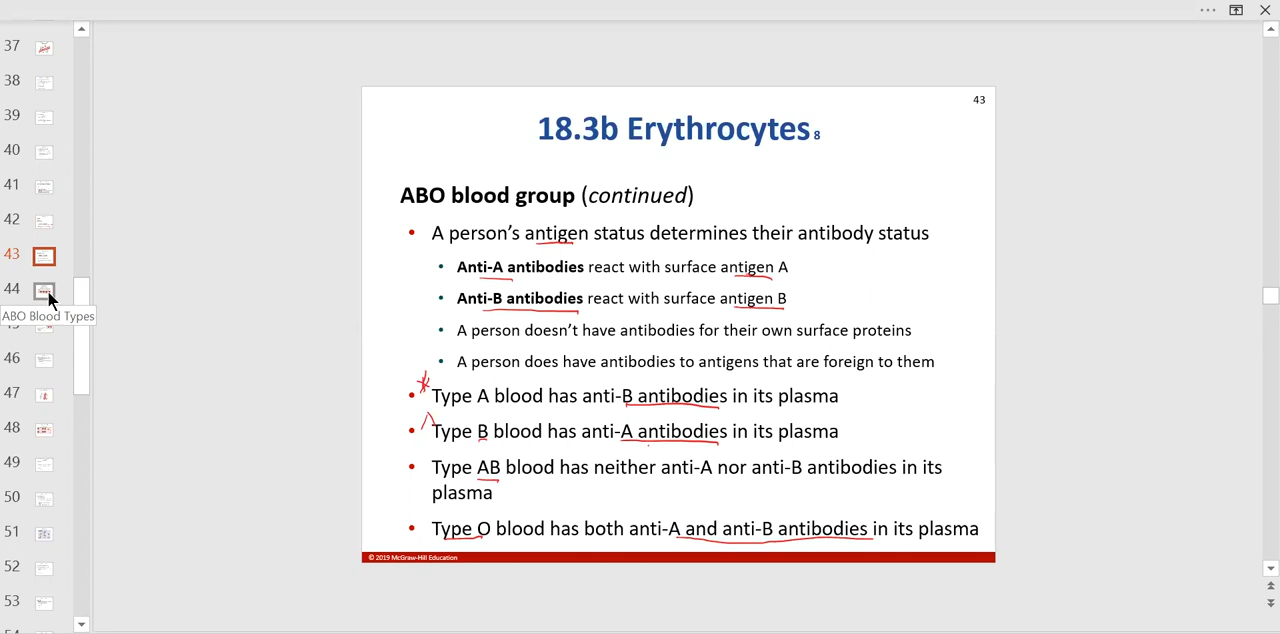 37
38
39
40
41
42
43
44
ABO Blood Types
46
47
48
49
50
51
52
53
43
18.3b Erythrocytes 8
ABO blood group (continued)
• A person’s antigen status determines their antibody status
• Anti-A antibodies react with surface antigen A
• Anti-B antibodies react with surface antigen B
• A person doesn’t have antibodies for their own surface proteins
• A person does have antibodies to antigens that are foreign to them
• Type A blood has anti-B antibodies in its plasma
• Type B blood has anti-A antibodies in its plasma
• Type AB blood has neither anti-A nor anti-B antibodies in its
plasma
• Type O blood has both anti-A and anti-B antibodies in its plasma
© 2019 McGraw-Hill Education